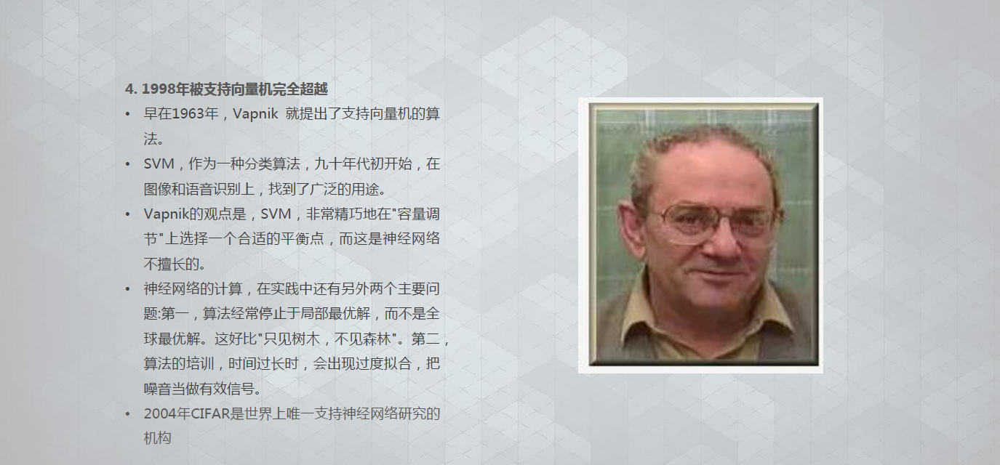 4. 1998年被支持向量机完全超越
• 早在1963年，Vapnik 就提出了支持向量机的算
法。
• SVM，作为一种分类算法，九十年代初开始，在
图像和语音识别上，找到了广泛的用途。
• Vapnik的观点是，SVM，非常精巧地在"容量调
节"上选择一个合适的平衡点，而这是神经网络
不擅长的。
• 神经网络的计算，在实践中还有另外两个主要问
题:第一，算法经常停止于局部最优解，而不是全
球最优解。这好比"只见树木，不见森林"。第二，
算法的培训，时间过长时，会出现过度拟合，把
噪音当做有效信号。
• 2004年CIFAR是世界上唯一支持神经网络研究的
机构